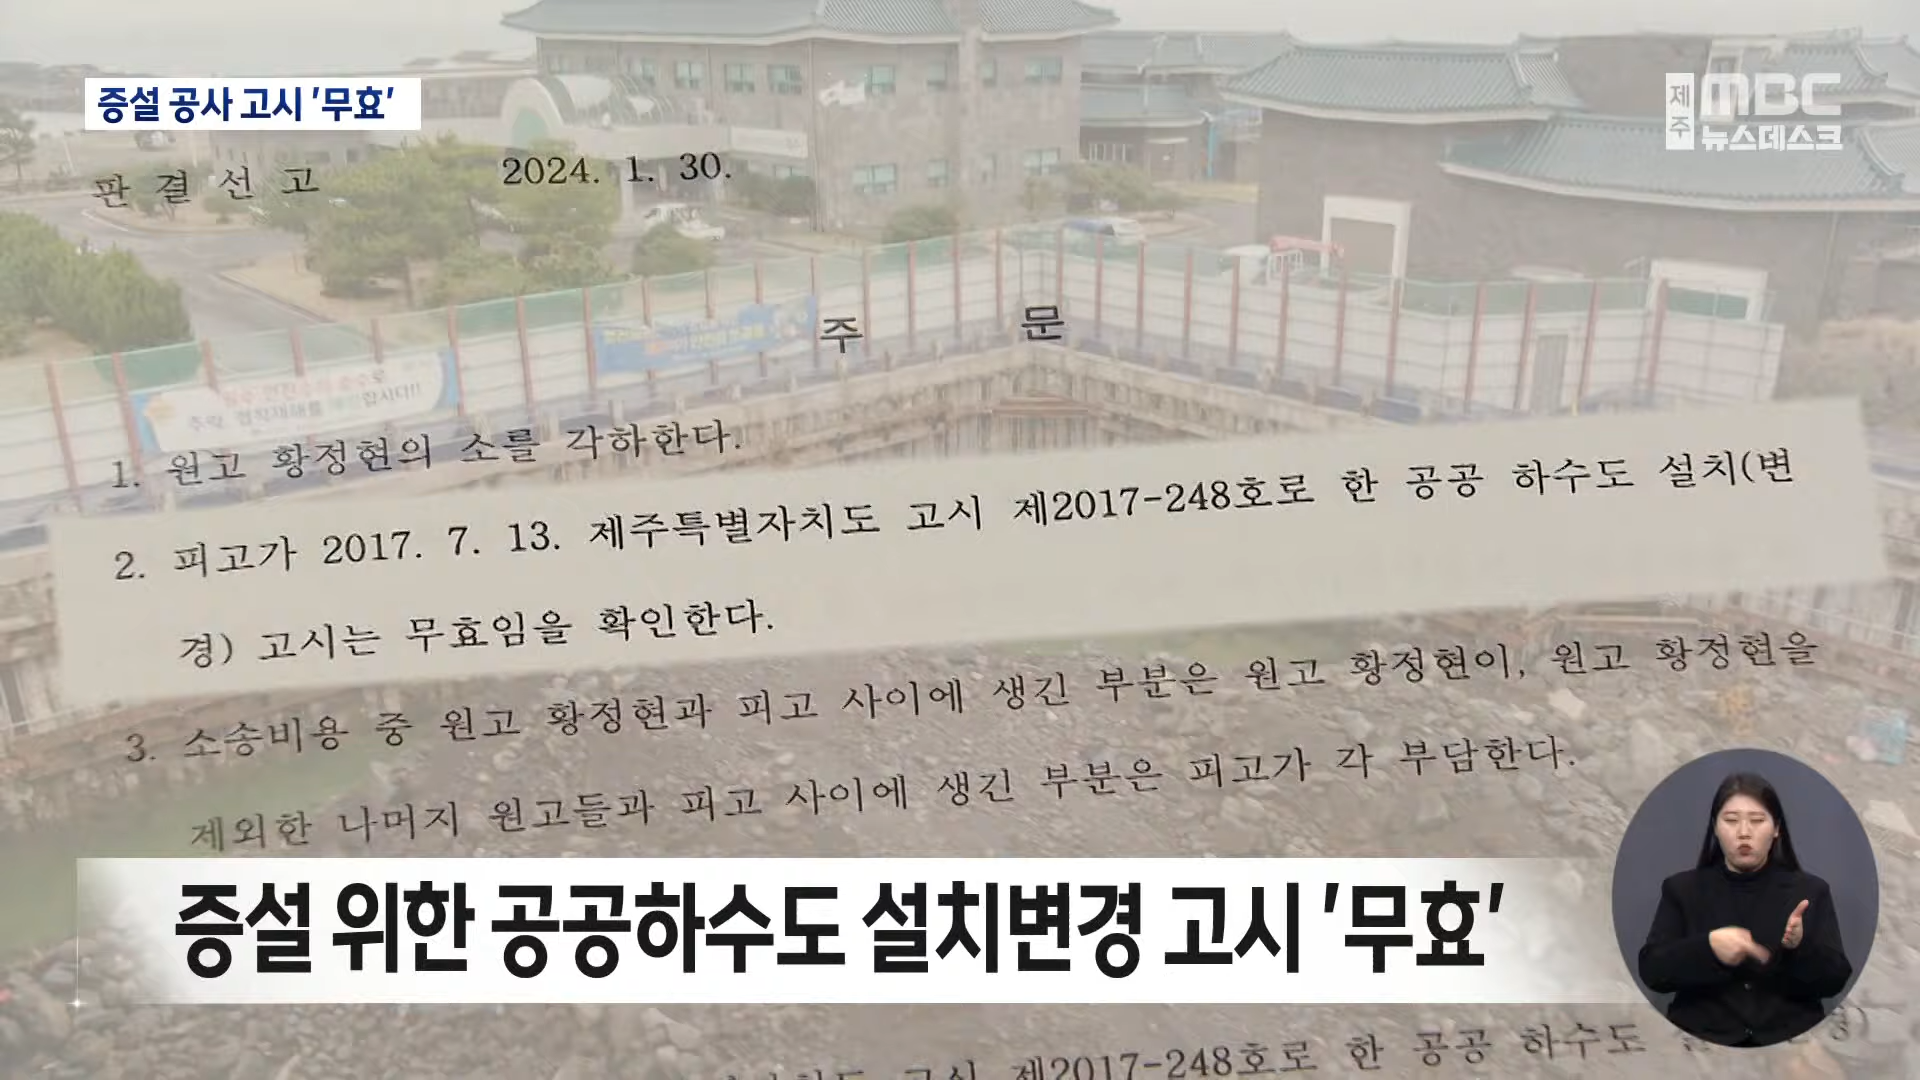 증설 공사 고시 '무효'
제주 MBC
뉴스데스크
판 결 선 고 2024. 1. 30.
주 문
1. 원고 황정현의 소를 각하한다.
2. 피고가 2017. 7. 13. 제주특별자치도 고시 제2017-248호로 한 공공 하수도 설치(변
경) 고시는 무효임을 확인한다.
3. 소송비용 중 원고 황정현과 피고 사이에 생긴 부분은 원고 황정현이, 원고 황정현을
제외한 나머지 원고들과 피고 사이에 생긴 부분은 피고가 각 부담한다.
증설 위한 공공하수도 설치변경 고시 '무효'
고시 제2017-248호로 한 공공 하수도